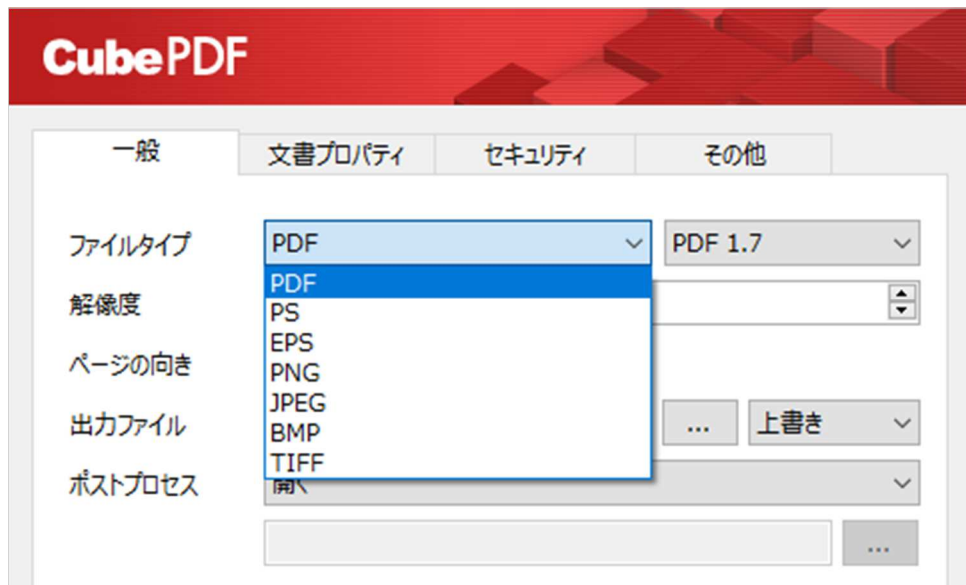 CubePDF
一般 文書プロパティ セキュリティ その他
ファイルタイプ PDF PDF 1.7
PDF
解像度
PS
EPS
ページの向き
PNG
JPEG
出力ファイル ... 上書き
BMP
TIFF
ポストプロセス 開く
...